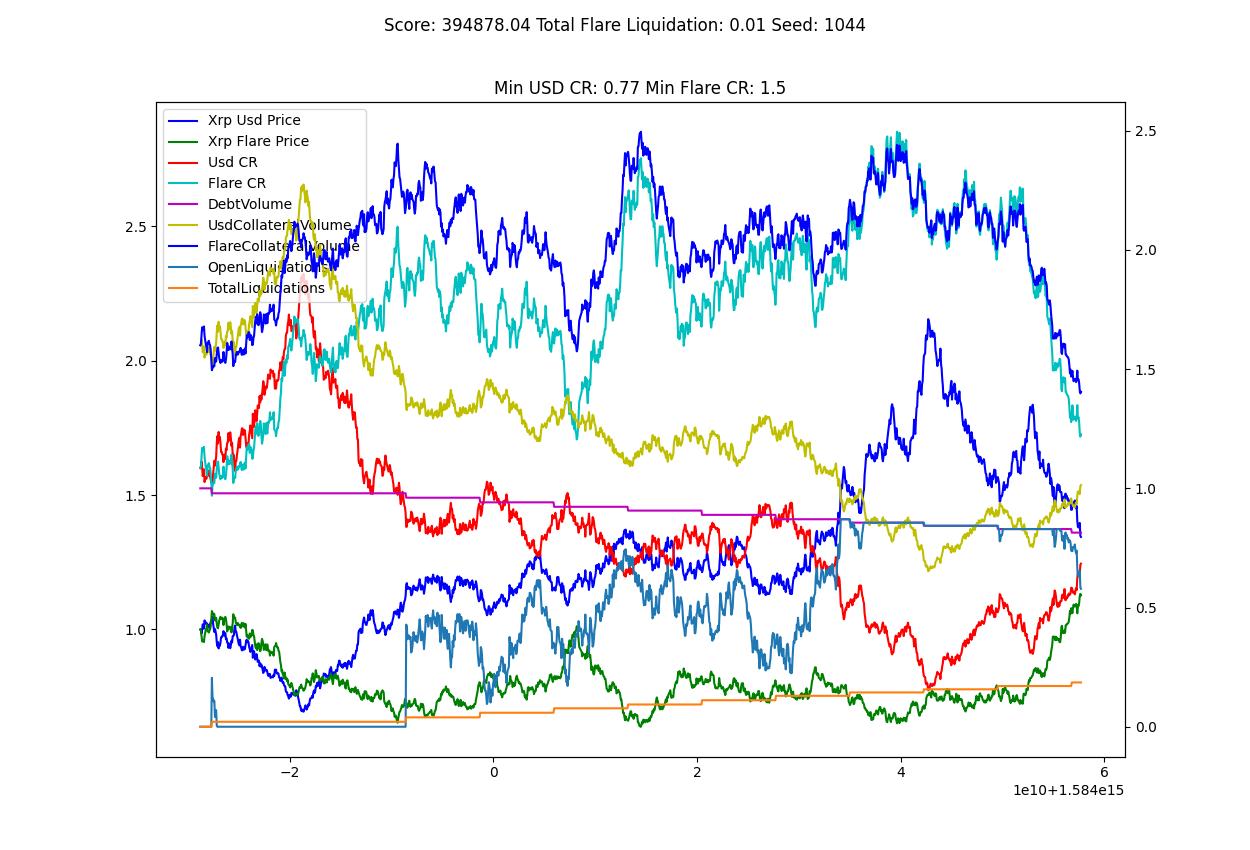 Score: 394878.04 Total Flare Liquidation: 0.01 Seed: 1044
Min USD CR: 0.77 Min Flare CR: 1.5
Xrp Usd Price
Xrp Flare Price
Usd CR
Flare CR
DebtVolume
UsdCollateralVolume
FlareCollateralVolume
OpenLiquidations
TotalLiquidations
2.5
2.0
1.5
1.0
2.5
2.0
1.5
1.0
0.5
0.0
−2
0
2
4
6
1e10+1.584e15